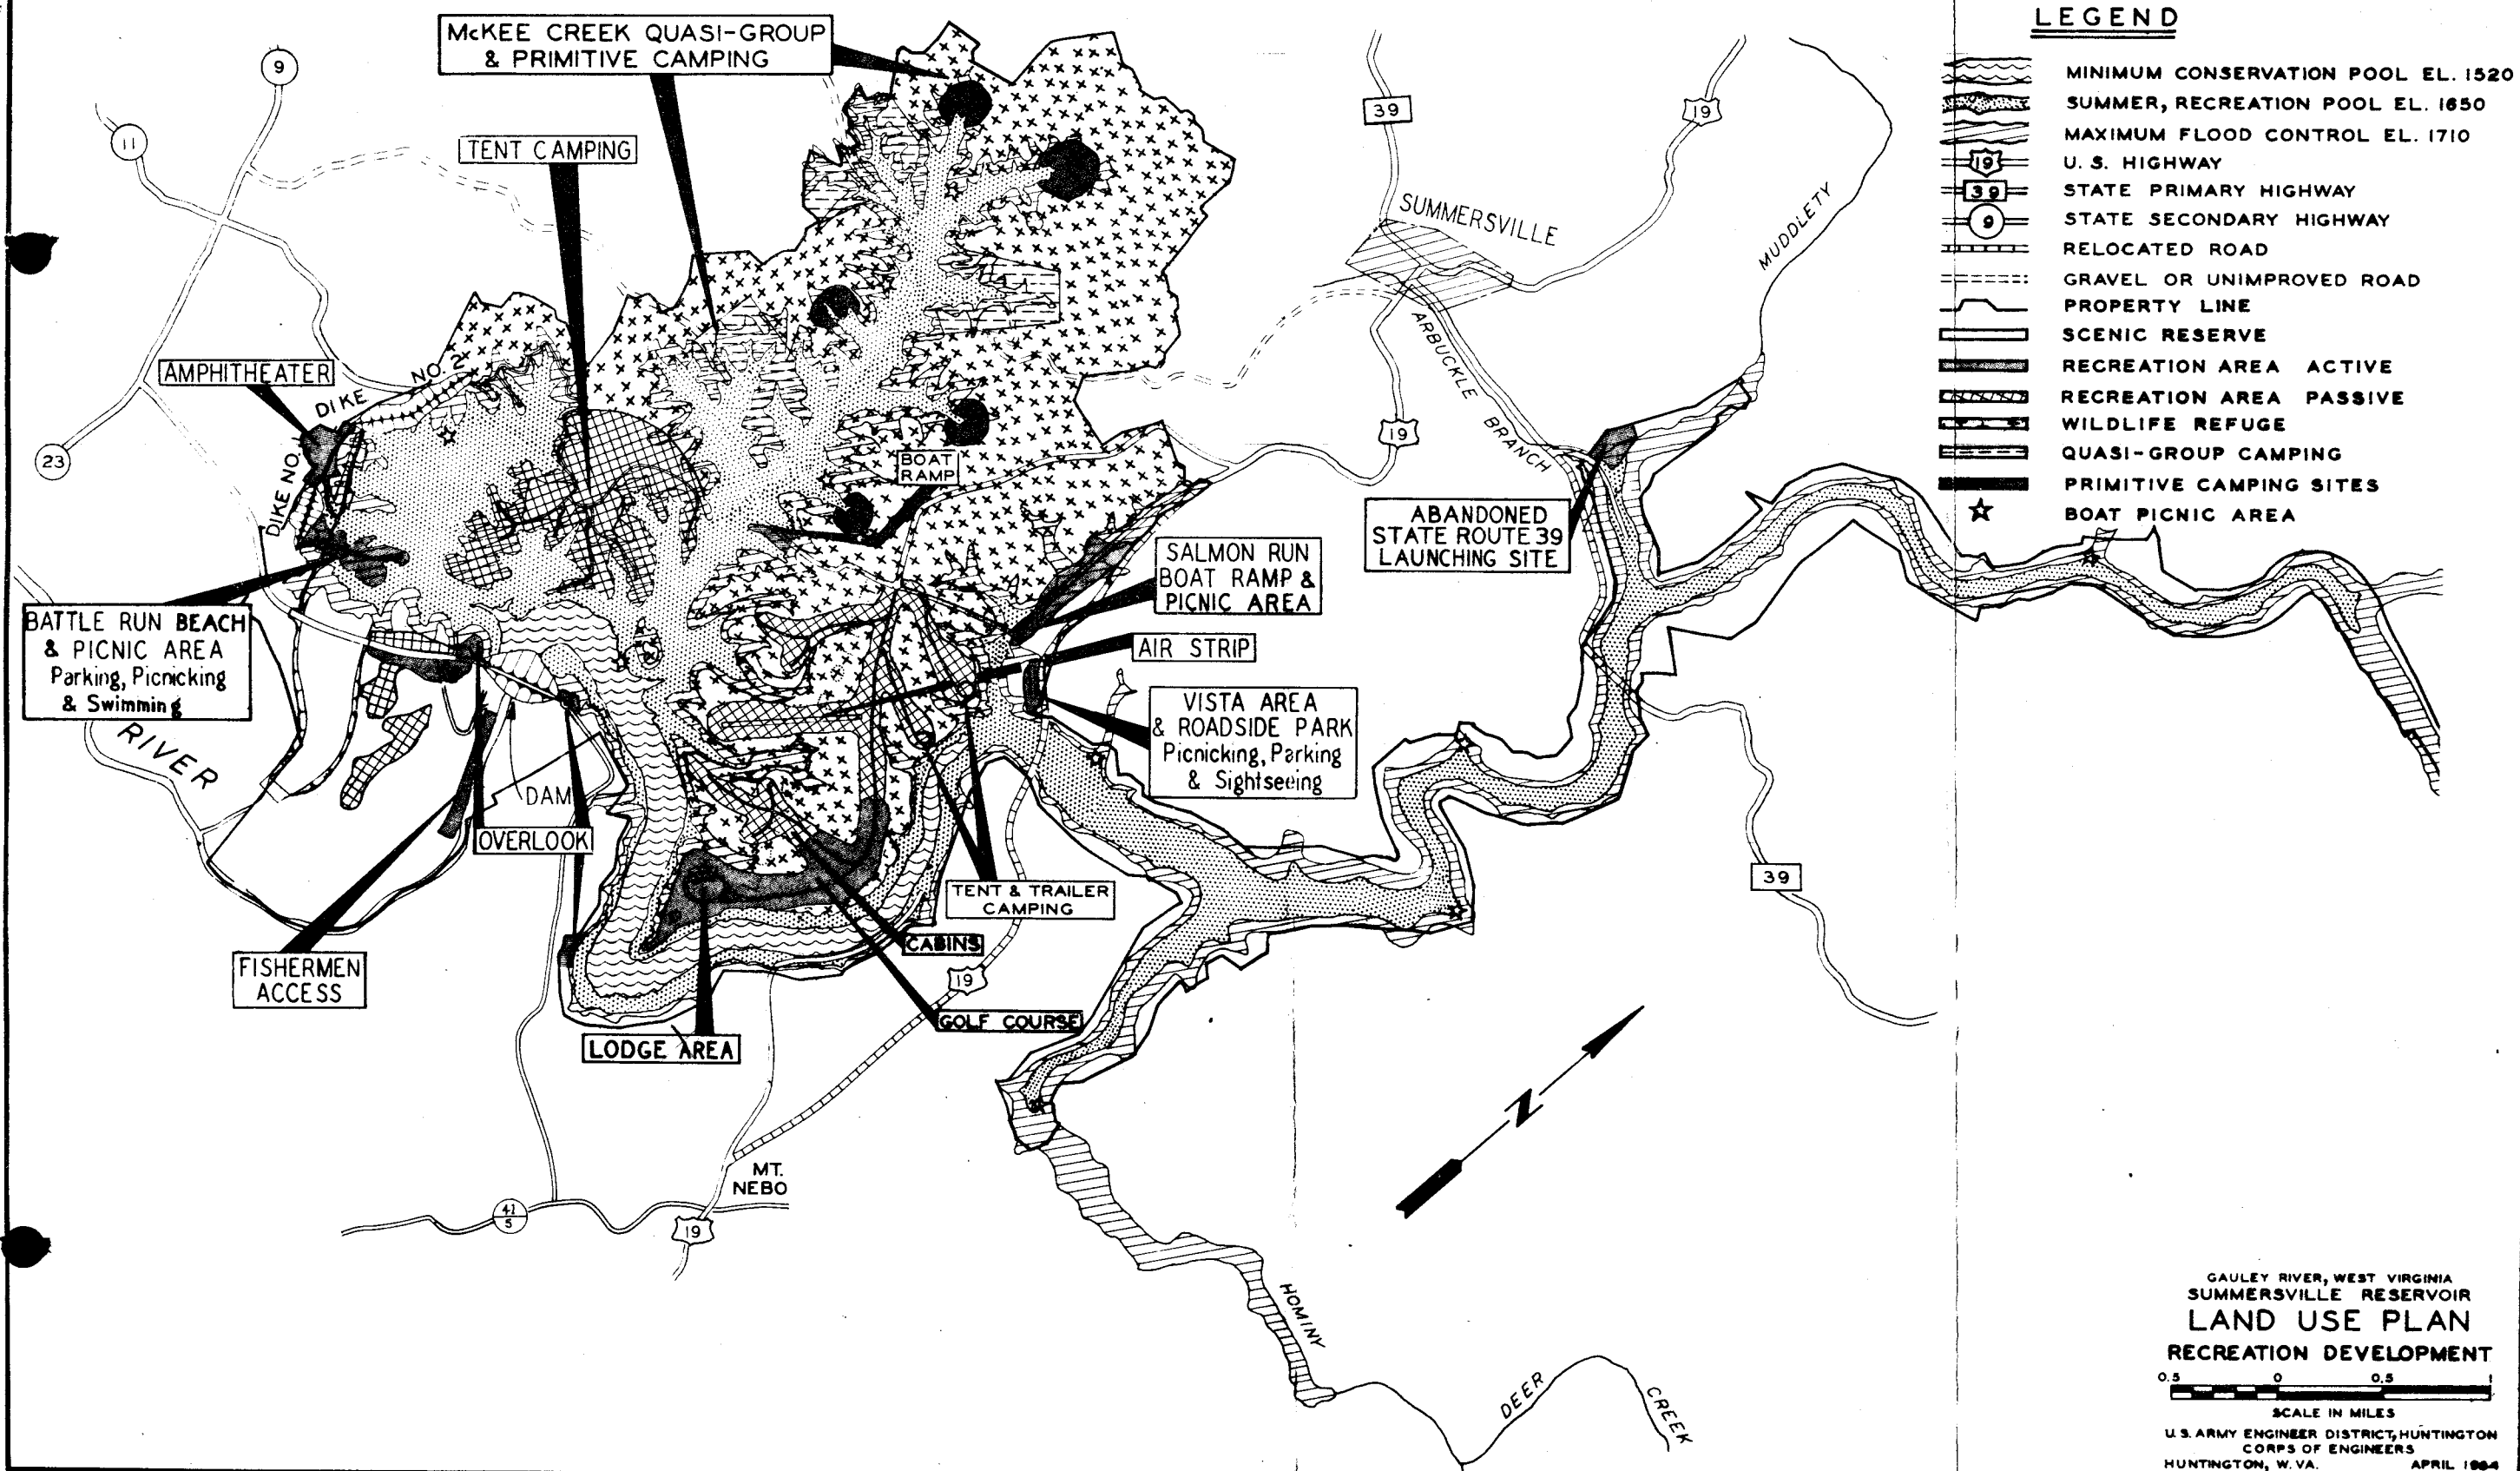 McKEE CREEK QUASI-GROUP
& PRIMITIVE CAMPING
9
11
TENT CAMPING
39
19
SUMMERSVILLE
MUDDLETY
ARBUCKLE BRANCH
19
AMPHITHEATER
DIKE NO. 2
DIKE NO. 1
23
BOAT
RAMP
ABANDONED
STATE ROUTE 39
LAUNCHING SITE
SALMON RUN
BOAT RAMP &
PICNIC AREA
AIR STRIP
BATTLE RUN BEACH
& PICNIC AREA
Parking, Picnicking
& Swimming
VISTA AREA
& ROADSIDE PARK
Picnicking, Parking
& Sightseeing
RIVER
DAM
OVERLOOK
39
TENT & TRAILER
CAMPING
CABINS
FISHERMEN
ACCESS
19
GOLF COURSE
LODGE AREA
N
MT.
NEBO
41
5
19
HOMINY
DEER
CREEK
LEGEND
MINIMUM CONSERVATION POOL EL. 1520
SUMMER, RECREATION POOL EL. 1650
MAXIMUM FLOOD CONTROL EL. 1710
19 U. S. HIGHWAY
39 STATE PRIMARY HIGHWAY
9 STATE SECONDARY HIGHWAY
RELOCATED ROAD
GRAVEL OR UNIMPROVED ROAD
PROPERTY LINE
SCENIC RESERVE
RECREATION AREA ACTIVE
RECREATION AREA PASSIVE
WILDLIFE REFUGE
QUASI-GROUP CAMPING
PRIMITIVE CAMPING SITES
BOAT PICNIC AREA
GAULEY RIVER, WEST VIRGINIA
SUMMERSVILLE RESERVOIR
LAND USE PLAN
RECREATION DEVELOPMENT
0.5 0 0.5 1
SCALE IN MILES
U.S. ARMY ENGINEER DISTRICT, HUNTINGTON
CORPS OF ENGINEERS
HUNTINGTON, W. VA. APRIL